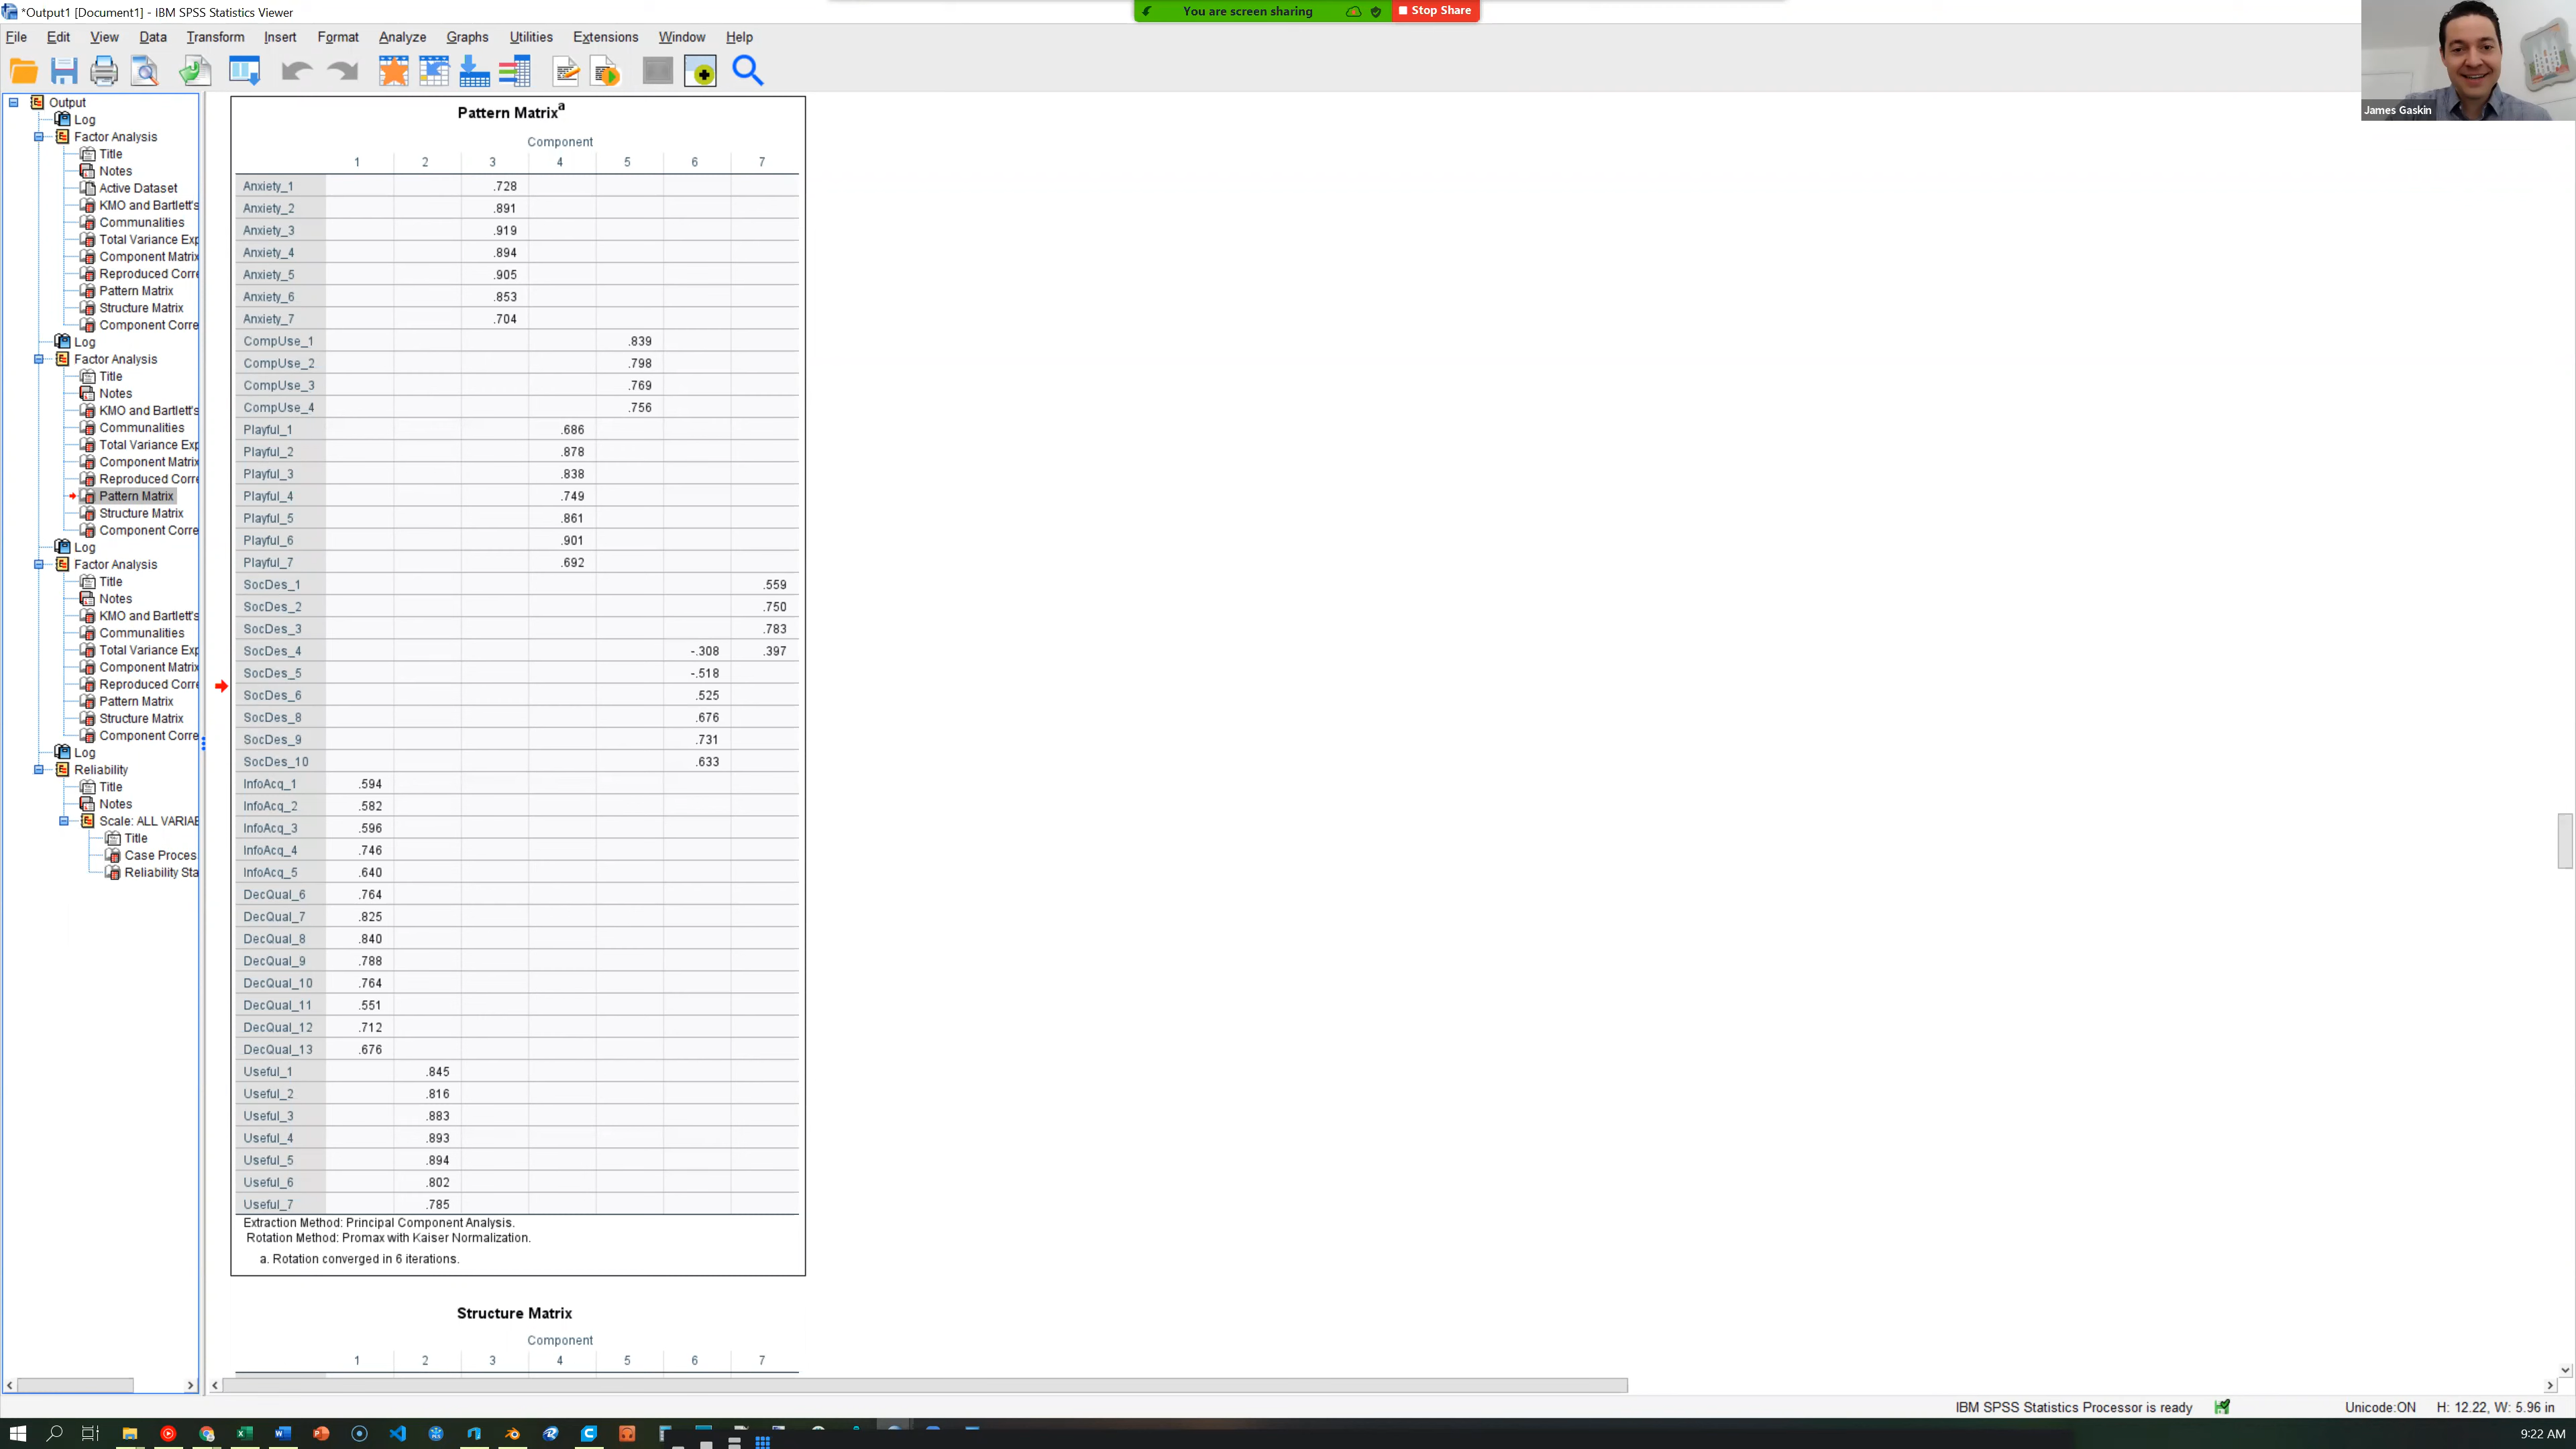 *Output1 [Document1] - IBM SPSS Statistics Viewer
You are screen sharing
Stop Share
File Edit View Data Transform Insert Format Analyze Graphs Utilities Extensions Window Help
James Gaskin
Output
Log
Factor Analysis
Title
Notes
Active Dataset
KMO and Bartlett's
Communalities
Total Variance Exp
Component Matrix
Reproduced Corre
Pattern Matrix
Structure Matrix
Component Corre
Log
Factor Analysis
Title
Notes
KMO and Bartlett's
Communalities
Total Variance Exp
Component Matrix
Reproduced Corre
Pattern Matrix
Structure Matrix
Component Corre
Log
Factor Analysis
Title
Notes
KMO and Bartlett's
Communalities
Total Variance Exp
Component Matrix
Reproduced Corre
Pattern Matrix
Structure Matrix
Component Corre
Log
Reliability
Title
Notes
Scale: ALL VARIAE
Title
Case Proces
Reliability Sta
Pattern Matrixa
Component
1 2 3 4 5 6 7
Anxiety_1 .728
Anxiety_2 .891
Anxiety_3 .919
Anxiety_4 .894
Anxiety_5 .905
Anxiety_6 .853
Anxiety_7 .704
CompUse_1 .839
CompUse_2 .798
CompUse_3 .769
CompUse_4 .756
Playful_1 .686
Playful_2 .878
Playful_3 .838
Playful_4 .749
Playful_5 .861
Playful_6 .901
Playful_7 .692
SocDes_1 .559
SocDes_2 .750
SocDes_3 .783
SocDes_4 -.308 .397
SocDes_5 -.518
SocDes_6 .525
SocDes_8 .676
SocDes_9 .731
SocDes_10 .633
InfoAcq_1 .594
InfoAcq_2 .582
InfoAcq_3 .596
InfoAcq_4 .746
InfoAcq_5 .640
DecQual_6 .764
DecQual_7 .825
DecQual_8 .840
DecQual_9 .788
DecQual_10 .764
DecQual_11 .551
DecQual_12 .712
DecQual_13 .676
Useful_1 .845
Useful_2 .816
Useful_3 .883
Useful_4 .893
Useful_5 .894
Useful_6 .802
Useful_7 .785
Extraction Method: Principal Component Analysis.
Rotation Method: Promax with Kaiser Normalization.
a. Rotation converged in 6 iterations.
Structure Matrix
Component
1 2 3 4 5 6 7
IBM SPSS Statistics Processor is ready
Unicode:ON H: 12.22, W: 5.96 in
9:22 AM